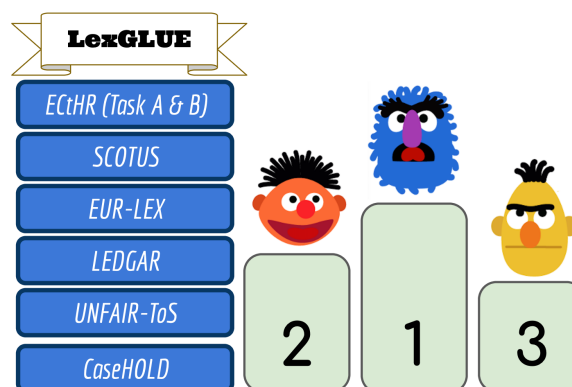 LexGLUE
ECtHR (Task A & B)
SCOTUS
EUR-LEX
LEDGAR
UNFAIR-ToS
CaseHOLD
2
1
3